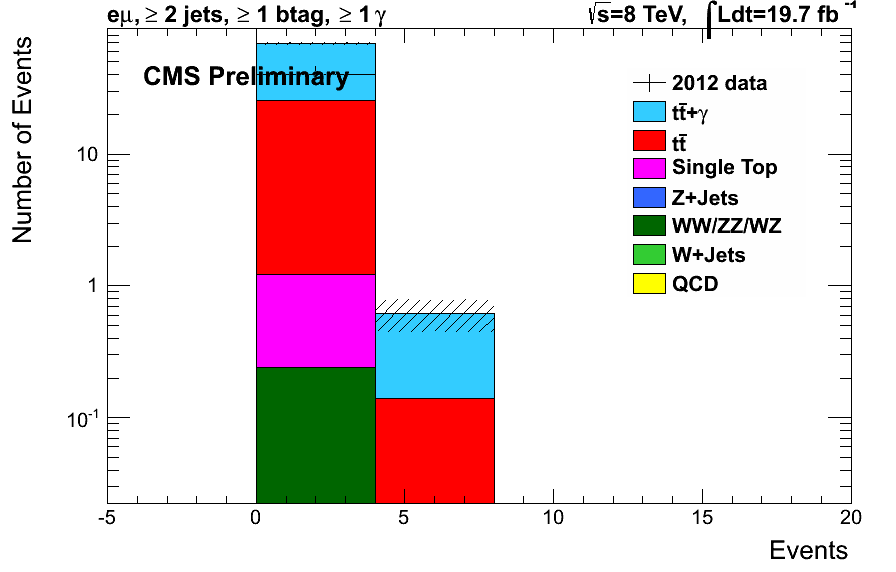 eμ, ≥ 2 jets, ≥ 1 btag, ≥ 1 γ
√s=8 TeV, ∫Ldt=19.7 fb⁻¹
CMS Preliminary
2012 data
tt̄+γ
tt̄
Single Top
Z+Jets
WW/ZZ/WZ
W+Jets
QCD
Number of Events
10
1
10⁻¹
-5 0 5 10 15 20
Events